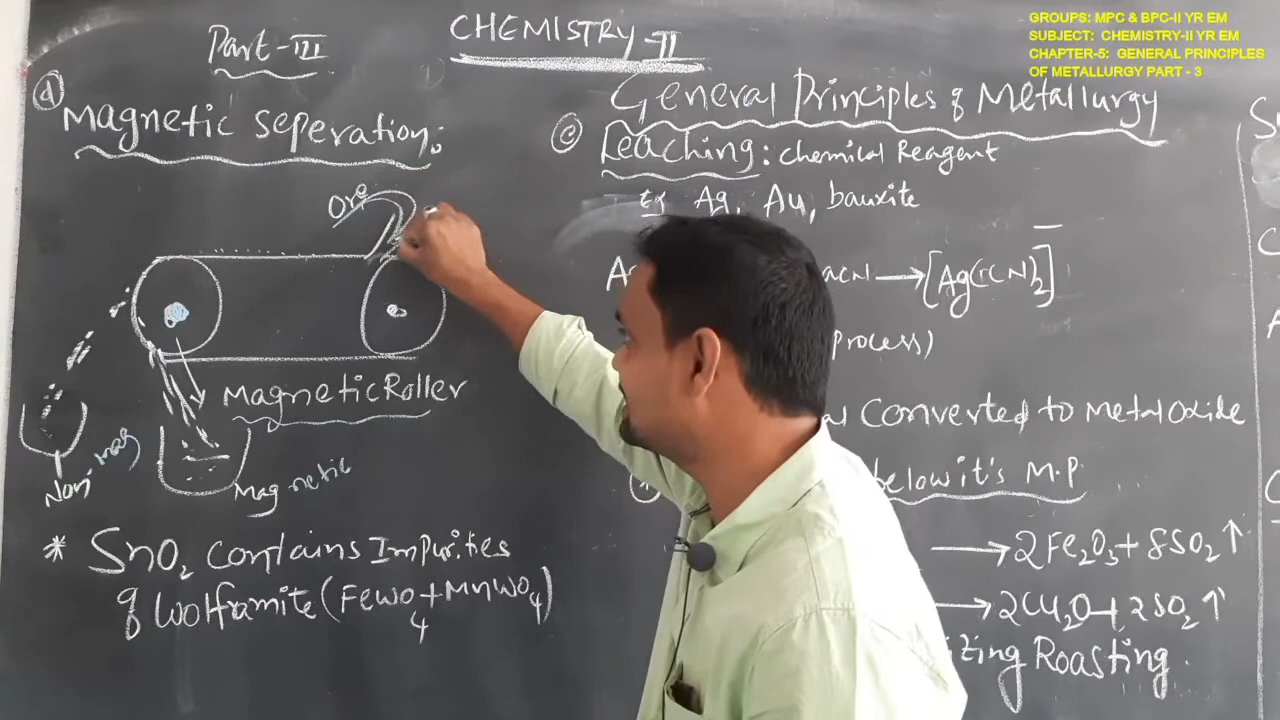 GROUPS: MPC & BPC-II YR EM
SUBJECT: CHEMISTRY-II YR EM
CHAPTER-5: GENERAL PRINCIPLES
OF METALLURGY PART - 3
CHEMISTRY-II
Part-III
d
Magnetic seperation:
Ore
Magnetic Roller
Non mag
Magnetic
* SnO2 contains Impurities
of Wolframite (FeWO4+MnWO4)
General Principles of Metallurgy
c Leaching: chemical Reagent
Eg Ag, Au, bauxite
→[Ag(CN)2]¯
process)
Converted to Metal Oxide
below it's M.P
→2Fe2O3+8SO2↑
→2Cu2O+2SO2↑
izing Roasting.